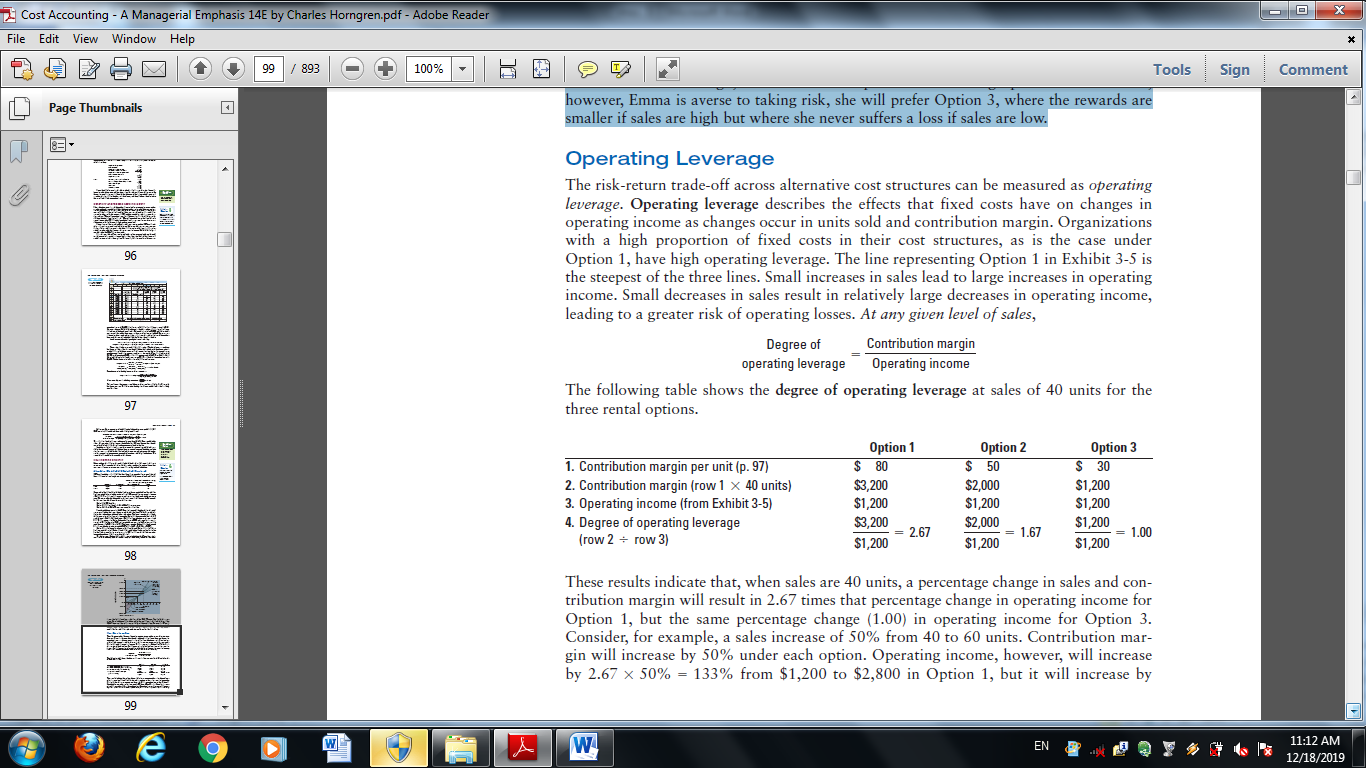 Cost Accounting - A Managerial Emphasis 14E by Charles Horngren.pdf - Adobe Reader
File Edit View Window Help
99 / 893 100% Tools Sign Comment
Page Thumbnails
96
97
98
99
however, Emma is averse to taking risk, she will prefer Option 3, where the rewards are
smaller if sales are high but where she never suffers a loss if sales are low.
Operating Leverage
The risk-return trade-off across alternative cost structures can be measured as operating
leverage. Operating leverage describes the effects that fixed costs have on changes in
operating income as changes occur in units sold and contribution margin. Organizations
with a high proportion of fixed costs in their cost structures, as is the case under
Option 1, have high operating leverage. The line representing Option 1 in Exhibit 3-5 is
the steepest of the three lines. Small increases in sales lead to large increases in operating
income. Small decreases in sales result in relatively large decreases in operating income,
leading to a greater risk of operating losses. At any given level of sales,
Degree of
operating leverage = Contribution margin
Operating income
The following table shows the degree of operating leverage at sales of 40 units for the
three rental options.
Option 1 Option 2 Option 3
1. Contribution margin per unit (p. 97) $ 80 $ 50 $ 30
2. Contribution margin (row 1 × 40 units) $3,200 $2,000 $1,200
3. Operating income (from Exhibit 3-5) $1,200 $1,200 $1,200
4. Degree of operating leverage $3,200 = 2.67 $2,000 = 1.67 $1,200 = 1.00
(row 2 ÷ row 3) $1,200 $1,200 $1,200
These results indicate that, when sales are 40 units, a percentage change in sales and con-
tribution margin will result in 2.67 times that percentage change in operating income for
Option 1, but the same percentage change (1.00) in operating income for Option 3.
Consider, for example, a sales increase of 50% from 40 to 60 units. Contribution mar-
gin will increase by 50% under each option. Operating income, however, will increase
by 2.67 × 50% = 133% from $1,200 to $2,800 in Option 1, but it will increase by
EN
11:12 AM
12/18/2019